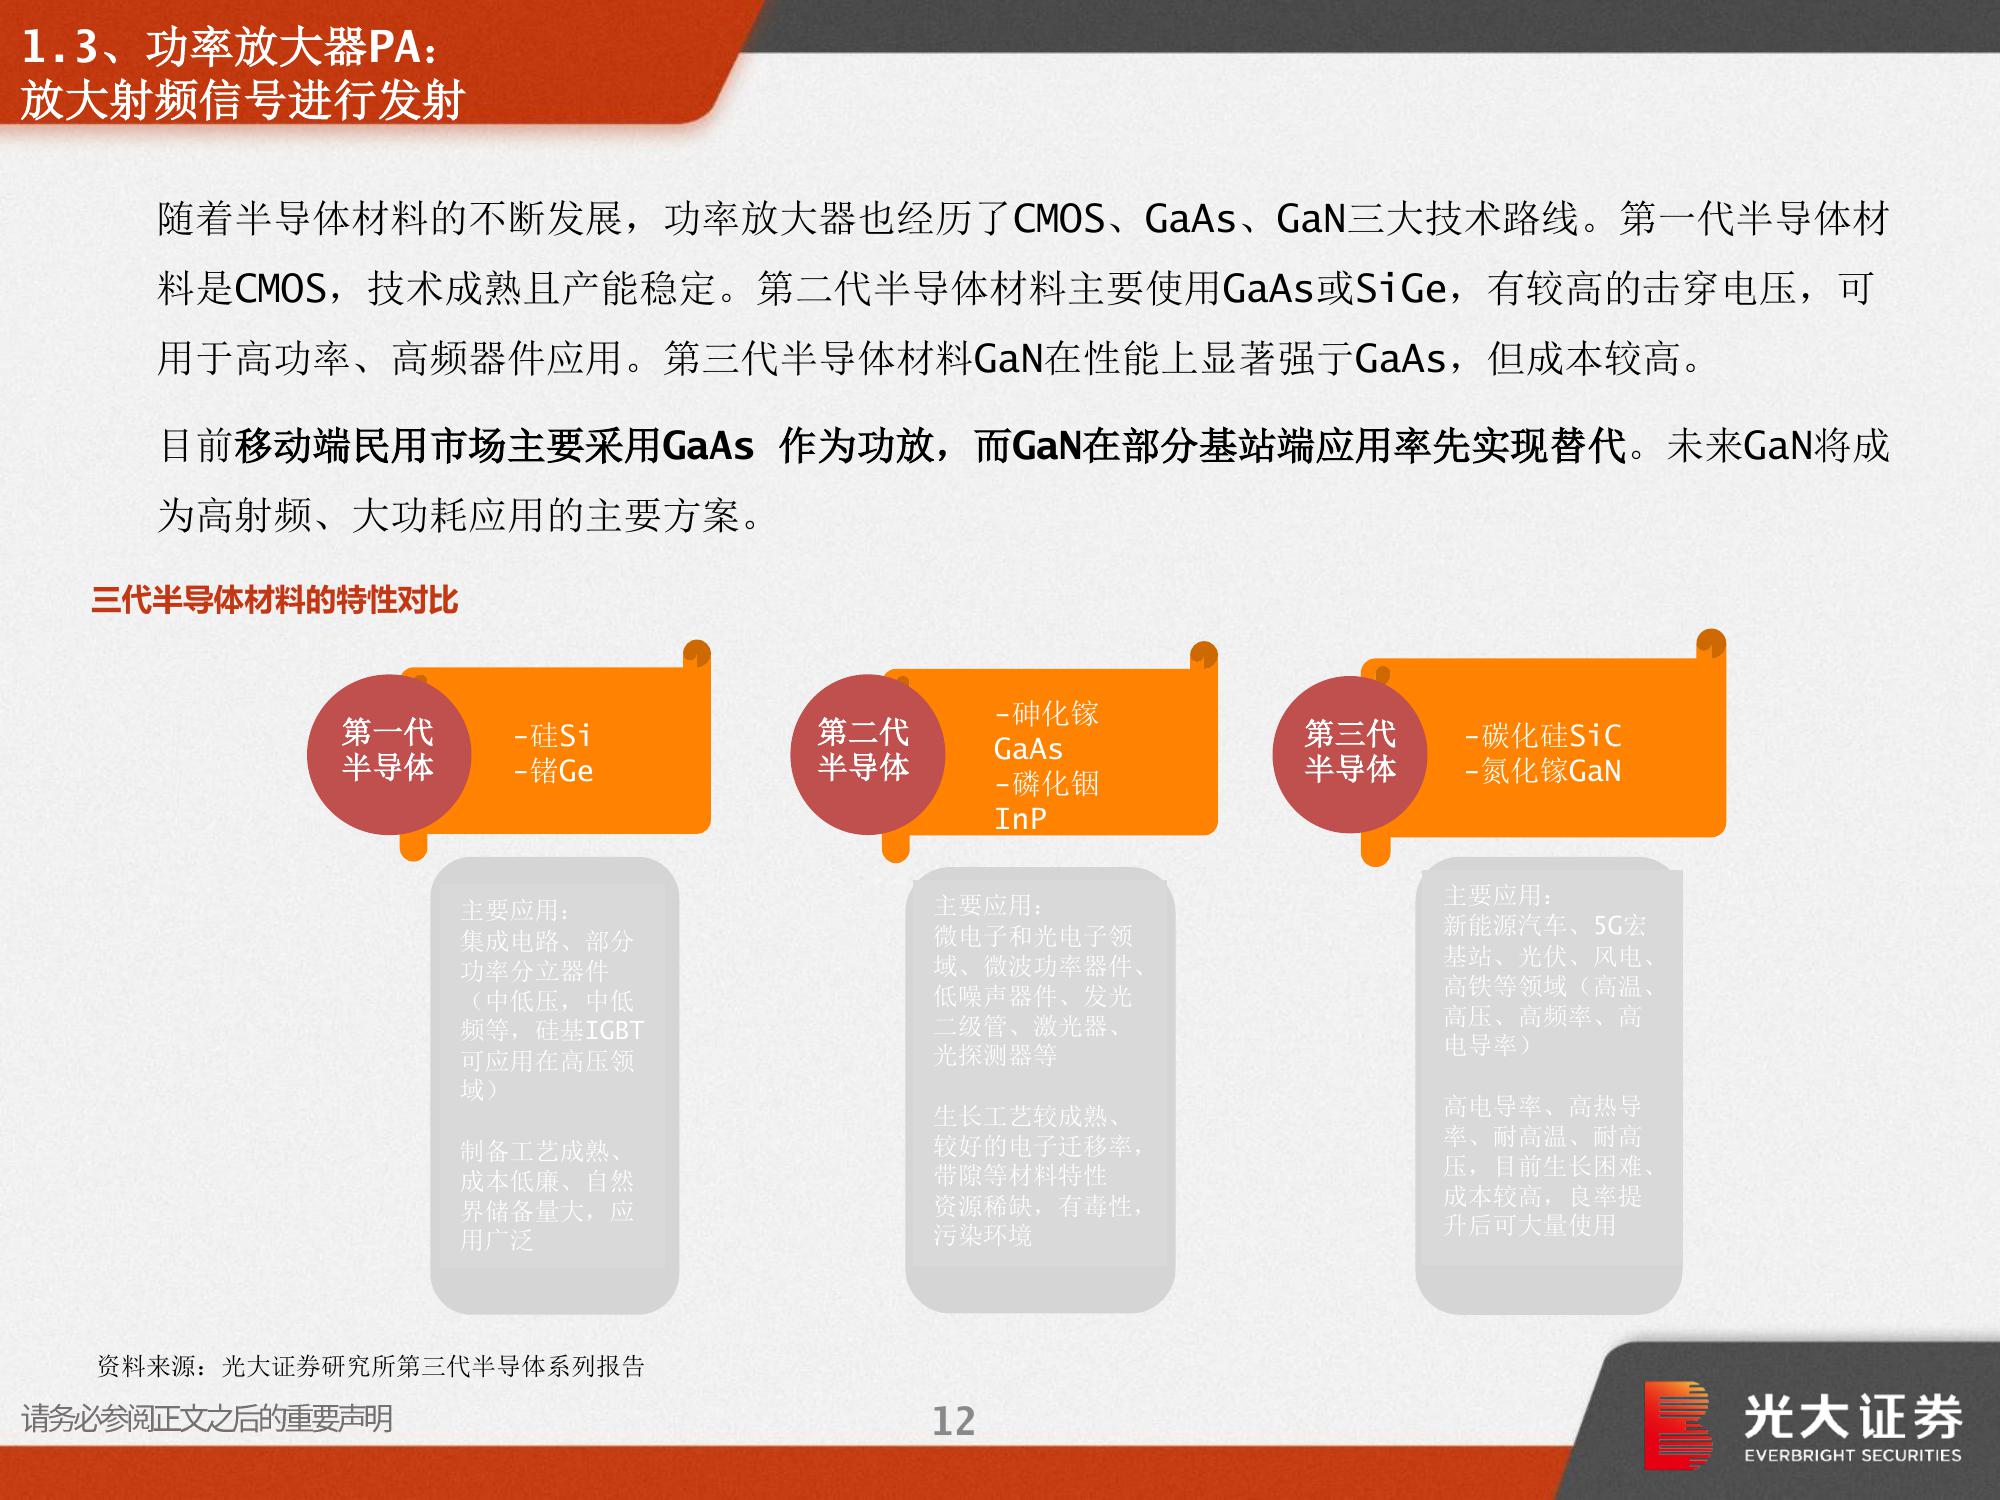 1.3、功率放大器PA：
放大射频信号进行发射
随着半导体材料的不断发展，功率放大器也经历了CMOS、GaAs、GaN三大技术路线。第一代半导体材
料是CMOS，技术成熟且产能稳定。第二代半导体材料主要使用GaAs或SiGe，有较高的击穿电压，可
用于高功率、高频器件应用。第三代半导体材料GaN在性能上显著强亍GaAs，但成本较高。
目前移动端民用市场主要采用GaAs 作为功放，而GaN在部分基站端应用率先实现替代。未来GaN将成
为高射频、大功耗应用的主要方案。
三代半导体材料的特性对比
第一代
半导体
-硅Si
-锗Ge
主要应用：
集成电路、部分
功率分立器件
（中低压，中低
频等，硅基IGBT
可应用在高压领
域）
制备工艺成熟、
成本低廉、自然
界储备量大，应
用广泛
第二代
半导体
-砷化镓
GaAs
-磷化铟
InP
主要应用：
微电子和光电子领
域、微波功率器件、
低噪声器件、发光
二级管、激光器、
光探测器等
生长工艺较成熟、
较好的电子迁移率，
带隙等材料特性
资源稀缺，有毒性，
污染环境
第三代
半导体
-碳化硅SiC
-氮化镓GaN
主要应用：
新能源汽车、5G宏
基站、光伏、风电、
高铁等领域（高温、
高压、高频率、高
电导率）
高电导率、高热导
率、耐高温、耐高
压，目前生长困难、
成本较高，良率提
升后可大量使用
资料来源：光大证券研究所第三代半导体系列报告
请务必参阅正文之后的重要声明
12
光大证券
EVERBRIGHT SECURITIES